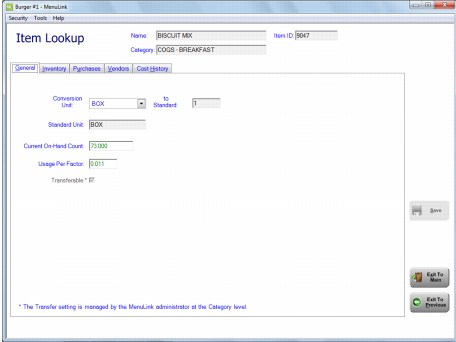 Burger #1 - MenuLink
Security Tools Help
Item Lookup
Name: BISCUIT MIX Item ID: 9047
Category: COGS - BREAKFAST
General Inventory Purchases Vendors Cost History
Conversion Unit: BOX to Standard: 1
Standard Unit: BOX
Current On-Hand Count: 73.000
Usage Per Factor: 0.011
Transferable *
Save
Exit To Main
* The Transfer setting is managed by the MenuLink administrator at the Category level.
Exit To Previous